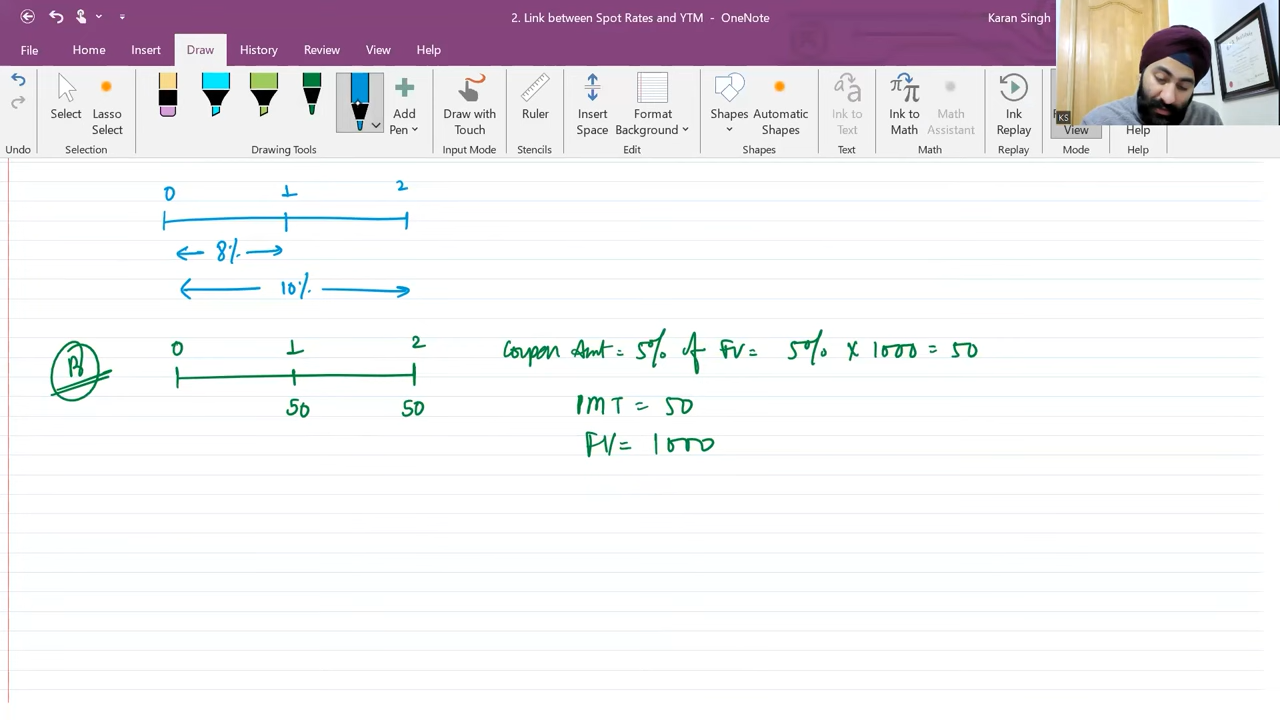 2. Link between Spot Rates and YTM - OneNote
Karan Singh
File Home Insert Draw History Review View Help
Select
Lasso Select
Add Pen
Draw with Touch
Ruler
Insert Space
Format Background
Shapes
Automatic Shapes
Ink to Text
Ink to Math
Math Assistant
Ink Replay
View
Help
Undo Selection Drawing Tools Input Mode Stencils Edit Shapes Text Math Replay Mode Help
KS
0 1 2
8%
10%
B
0 1 2
50 50
Coupon Amt = 5% of FV = 5% x 1000 = 50
PMT = 50
FV = 1000